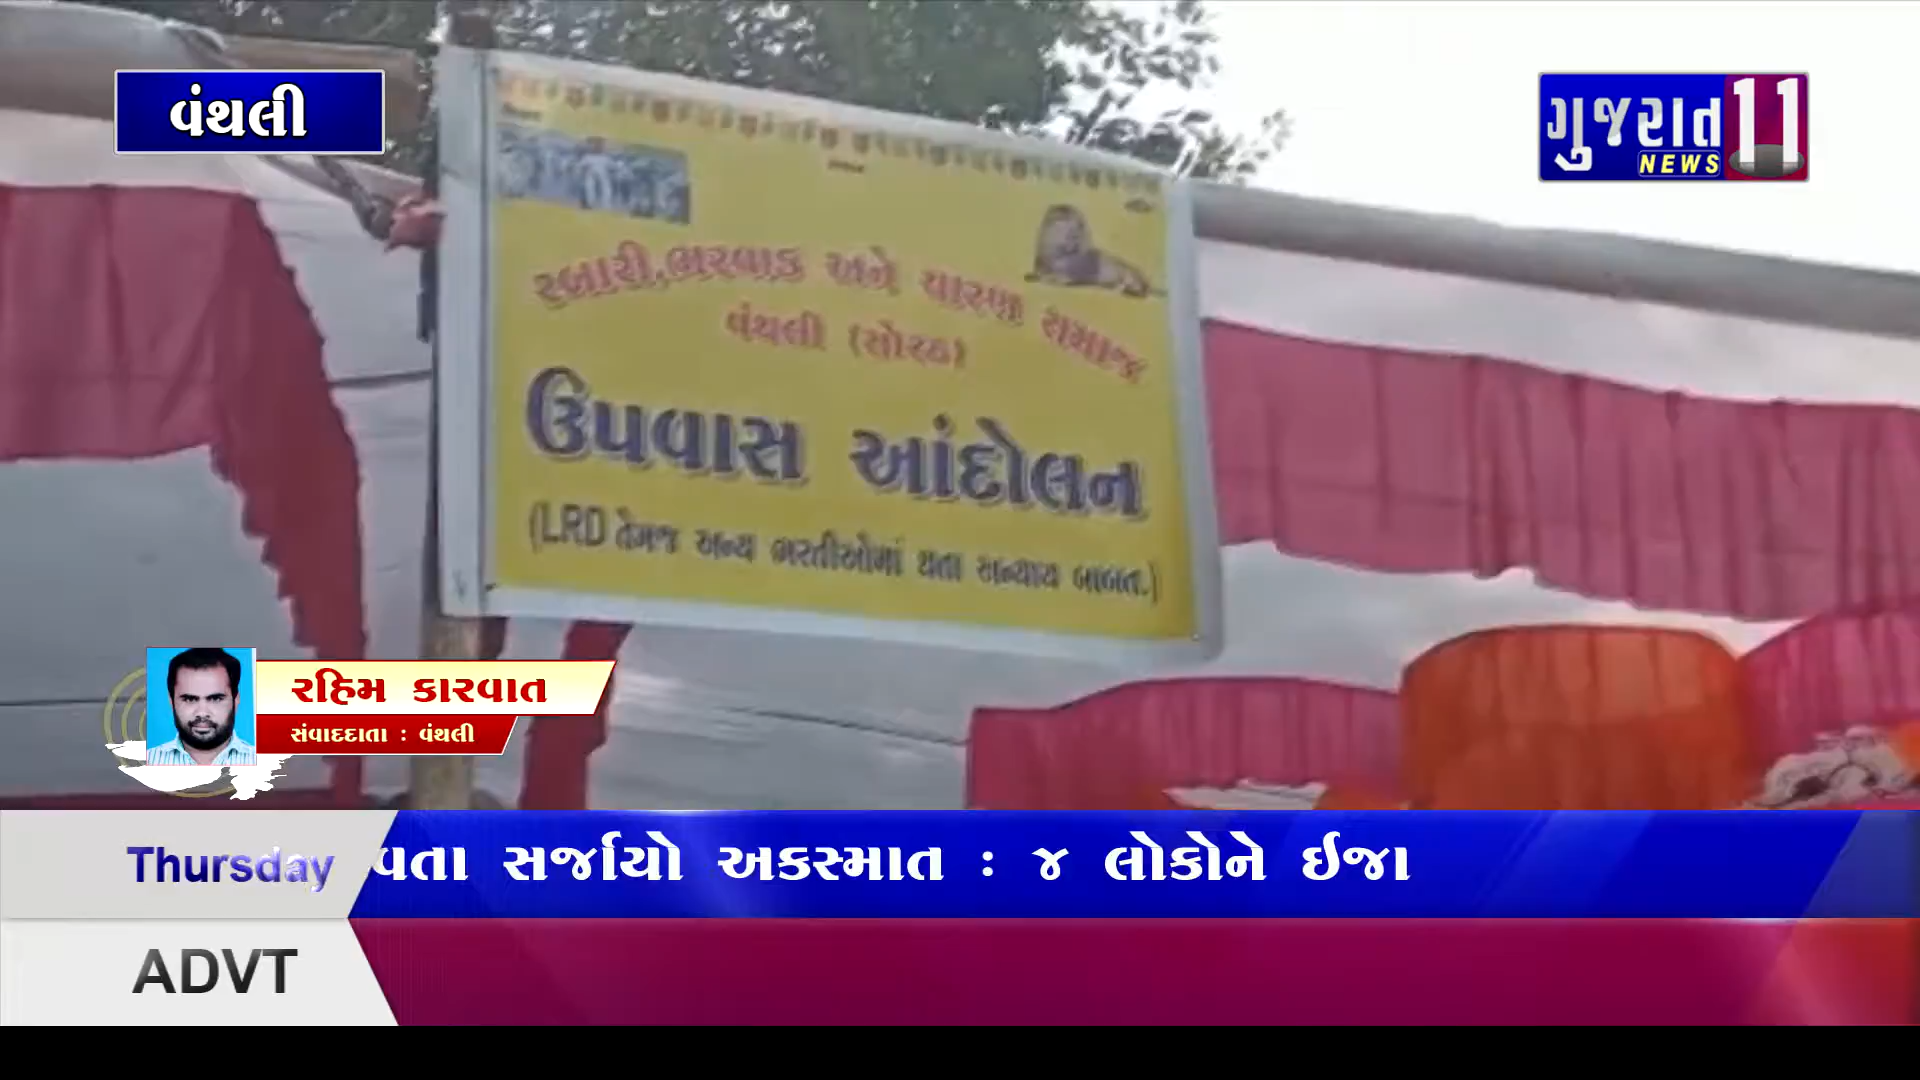 વંથલી
ગુજરાત 11
NEWS
રબારી, ભરવાડ અને ચારણ સમાજ
વંથલી (સોરઠ)
ઉપવાસ આંદોલન
(LRD તેમજ અન્ય ભરતીઓમાં થતા અન્યાય બાબત.)
રહિમ કારવાત
સંવાદદાતા : વંથલી
Thursday
વતા સર્જાયો અકસ્માત : ૪ લોકોને ઈજા
ADVT